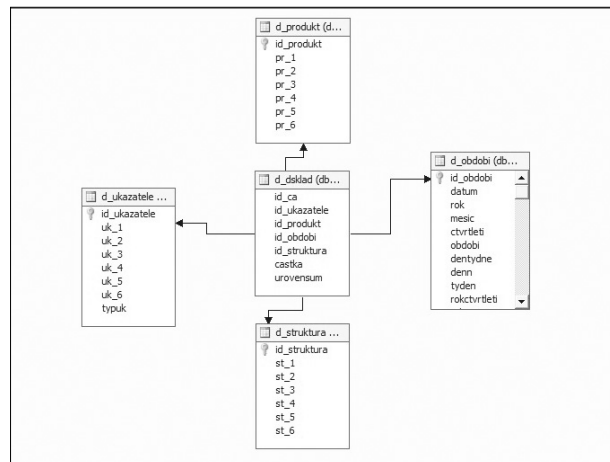 d_produkt (d...
id_produkt
pr_1
pr_2
pr_3
pr_4
pr_5
pr_6
d_dsklad (db...
id_ca
id_ukazatele
id_produkt
id_obdobi
id_struktura
castka
urovensum
d_ukazatele ...
id_ukazatele
uk_1
uk_2
uk_3
uk_4
uk_5
uk_6
typuk
d_obdobi (db...
id_obdobi
datum
rok
mesic
ctvrtleti
obdobi
dentydne
denn
tyden
rokctvrtleti
d_struktura ...
id_struktura
st_1
st_2
st_3
st_4
st_5
st_6